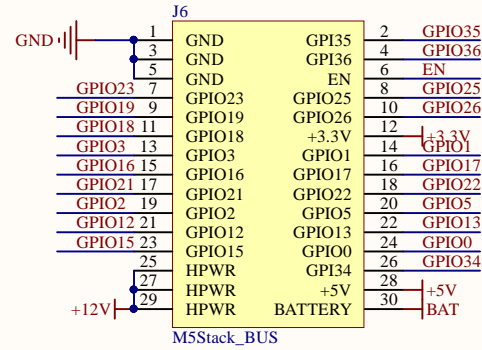 J6
GND 1 GND GPI35 2 GPIO35
3 GND GPI36 4 GPIO36
5 GND EN 6 EN
GPIO23 7 GPIO23 GPIO25 8 GPIO25
GPIO19 9 GPIO19 GPIO26 10 GPIO26
GPIO18 11 GPIO18 +3.3V 12 +3.3V
GPIO3 13 GPIO3 GPIO1 14 GPIO1
GPIO16 15 GPIO16 GPIO17 16 GPIO17
GPIO21 17 GPIO21 GPIO22 18 GPIO22
GPIO2 19 GPIO2 GPIO5 20 GPIO5
GPIO12 21 GPIO12 GPIO13 22 GPIO13
GPIO15 23 GPIO15 GPIO0 24 GPIO0
25 HPWR GPI34 26 GPIO34
27 HPWR +5V 28 +5V
+12V 29 HPWR BATTERY 30 BAT
M5Stack_BUS